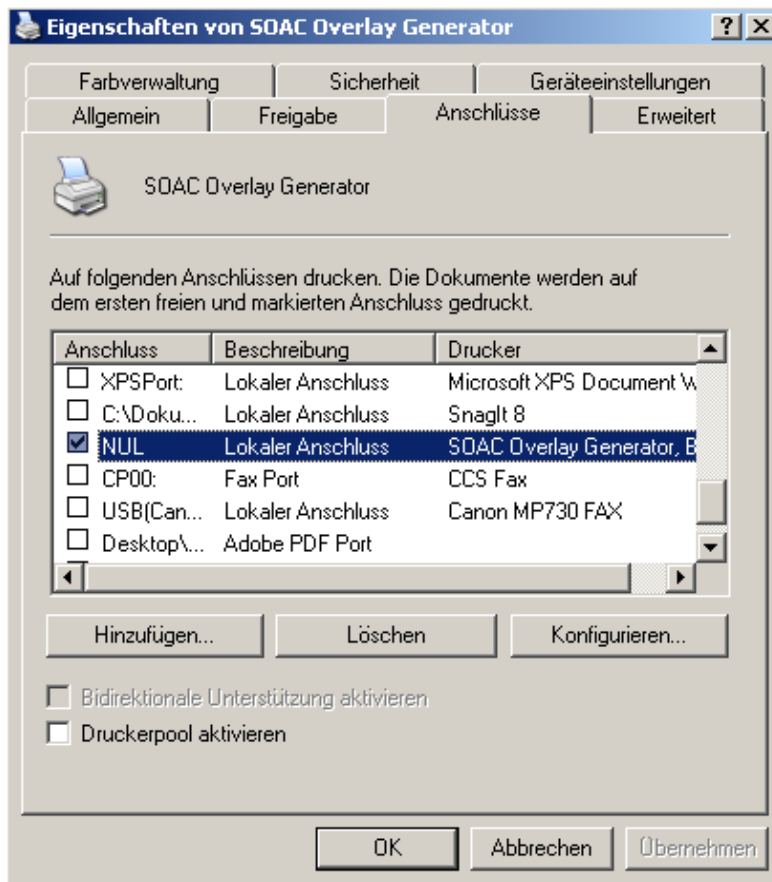 Eigenschaften von SOAC Overlay Generator
Farbverwaltung Sicherheit Geräteeinstellungen
Allgemein Freigabe Anschlüsse Erweitert
SOAC Overlay Generator
Auf folgenden Anschlüssen drucken. Die Dokumente werden auf
dem ersten freien und markierten Anschluss gedruckt.
Anschluss Beschreibung Drucker
XPSPort: Lokaler Anschluss Microsoft XPS Document W
C:\Doku... Lokaler Anschluss SnagIt 8
NUL Lokaler Anschluss SOAC Overlay Generator, B
CP00: Fax Port CCS Fax
USB(Can... Lokaler Anschluss Canon MP730 FAX
Desktop\... Adobe PDF Port
Hinzufügen... Löschen Konfigurieren...
Bidirektionale Unterstützung aktivieren
Druckerpool aktivieren
OK Abbrechen Übernehmen